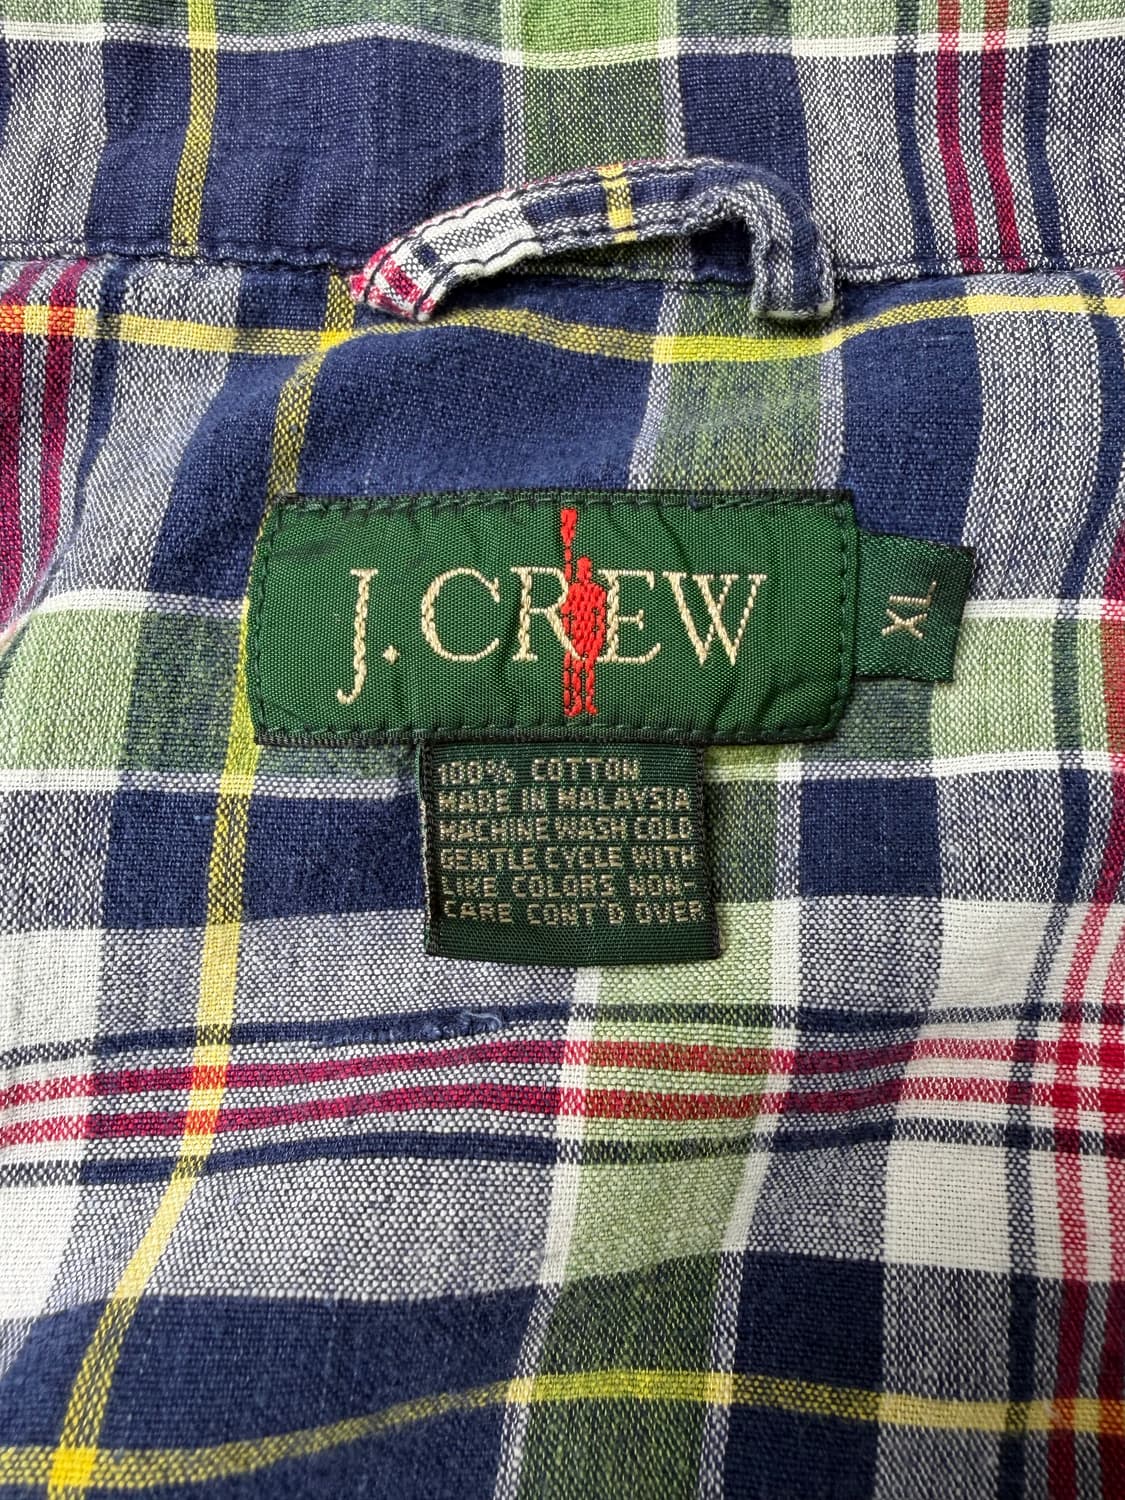 J. CREW
XL
100% COTTON
MADE IN MALAYSIA
MACHINE WASH COLD
GENTLE CYCLE WITH
LIKE COLORS, NON-
CARE CONT'D OVER